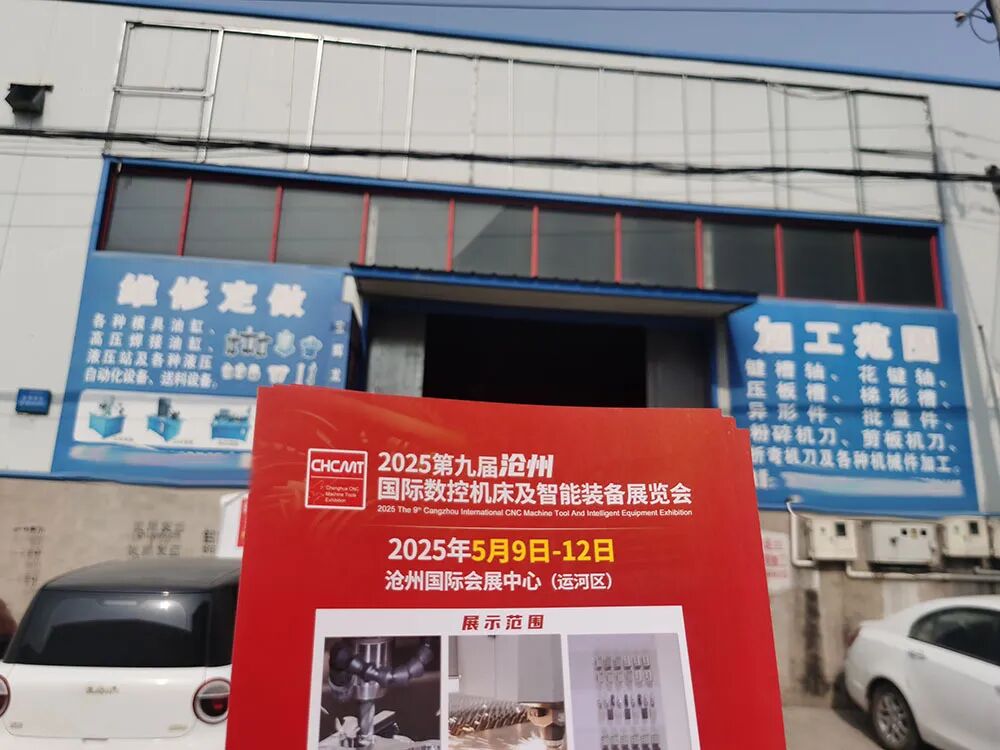 维修定做
各种模具油缸、
高压焊接油缸、
液压站及各种液压
自动化设备、送料设备。
加工范围
键槽轴、花键轴、
压板槽、梯形槽、
异形件、批量件、
粉碎机刀、剪板机刀、
折弯机刀及各种机械件加工。
CHCMT
Chenghua CNC
Machine Tools
Exhibition
2025第九届沧州
国际数控机床及智能装备展览会
2025 The 9th Cangzhou International CNC Machine Tool And Intelligent Equipment Exhibition
2025年5月9日-12日
沧州国际会展中心（运河区）
展示范围